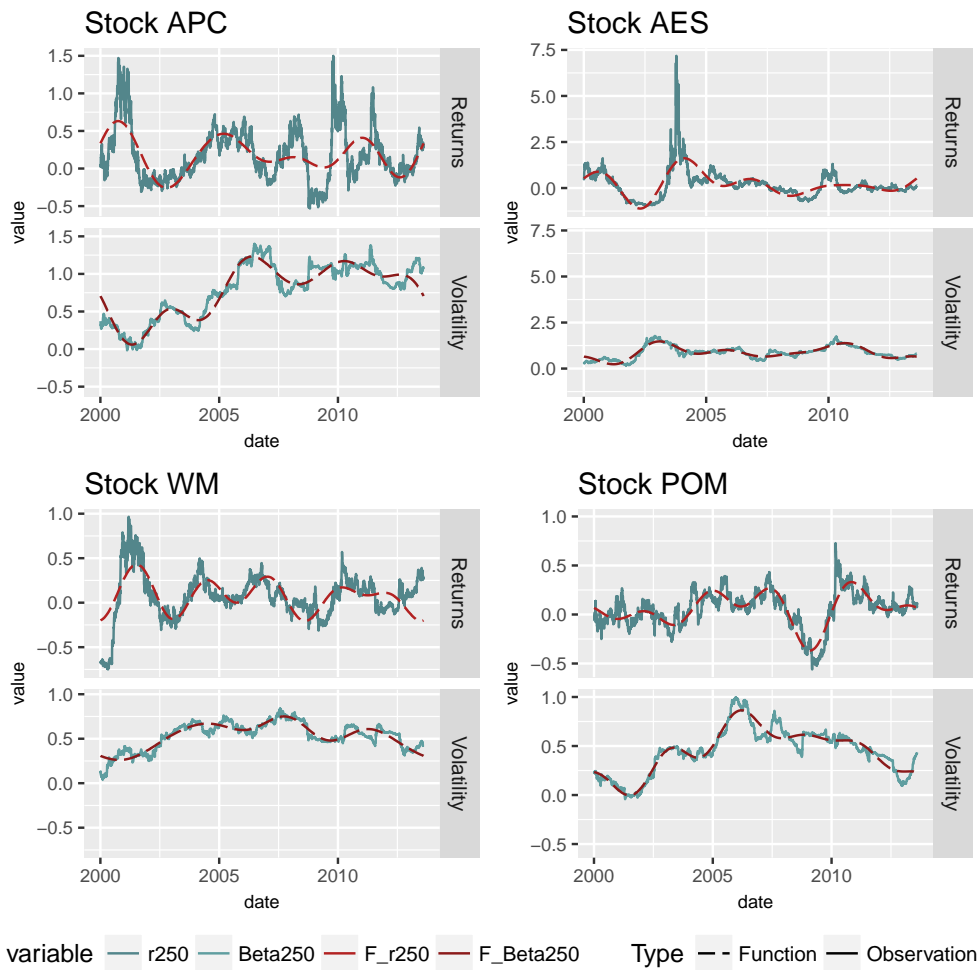 Stock APC
value
1.5
1.0
0.5
0.0
−0.5
Returns
1.5
1.0
0.5
0.0
−0.5
Volatility
2000 2005 2010
date
Stock AES
value
7.5
5.0
2.5
0.0
Returns
7.5
5.0
2.5
0.0
Volatility
2000 2005 2010
date
Stock WM
value
1.0
0.5
0.0
−0.5
Returns
1.0
0.5
0.0
−0.5
Volatility
2000 2005 2010
date
Stock POM
value
1.0
0.5
0.0
−0.5
Returns
1.0
0.5
0.0
−0.5
Volatility
2000 2005 2010
date
variable r250 Beta250 F_r250 F_Beta250 Type Function Observation